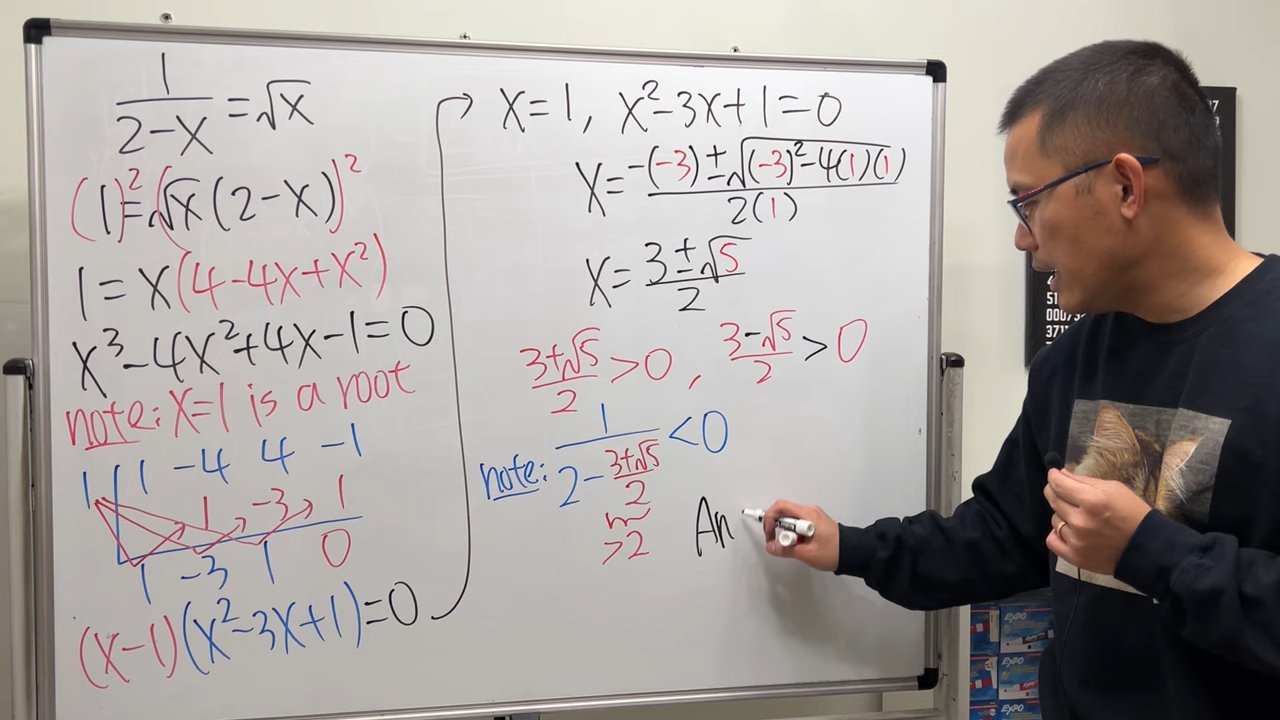 1/(2-x) = √x
(1)² = (√x (2-x))²
1 = x(4-4x+x²)
x³-4x²+4x-1=0
note: x=1 is a root
1 | 1 -4 4 -1
1 -3 1
1 -3 1 0
(x-1)(x²-3x+1)=0
→ x=1, x²-3x+1=0
x = (-(-3) ± √((-3)²-4(1)(1)))/(2(1))
x = (3±√5)/2
(3+√5)/2 > 0, (3-√5)/2 > 0
note: 1/(2-(3+√5)/2) < 0
>2
An
EXPO
EXPO
EXPO